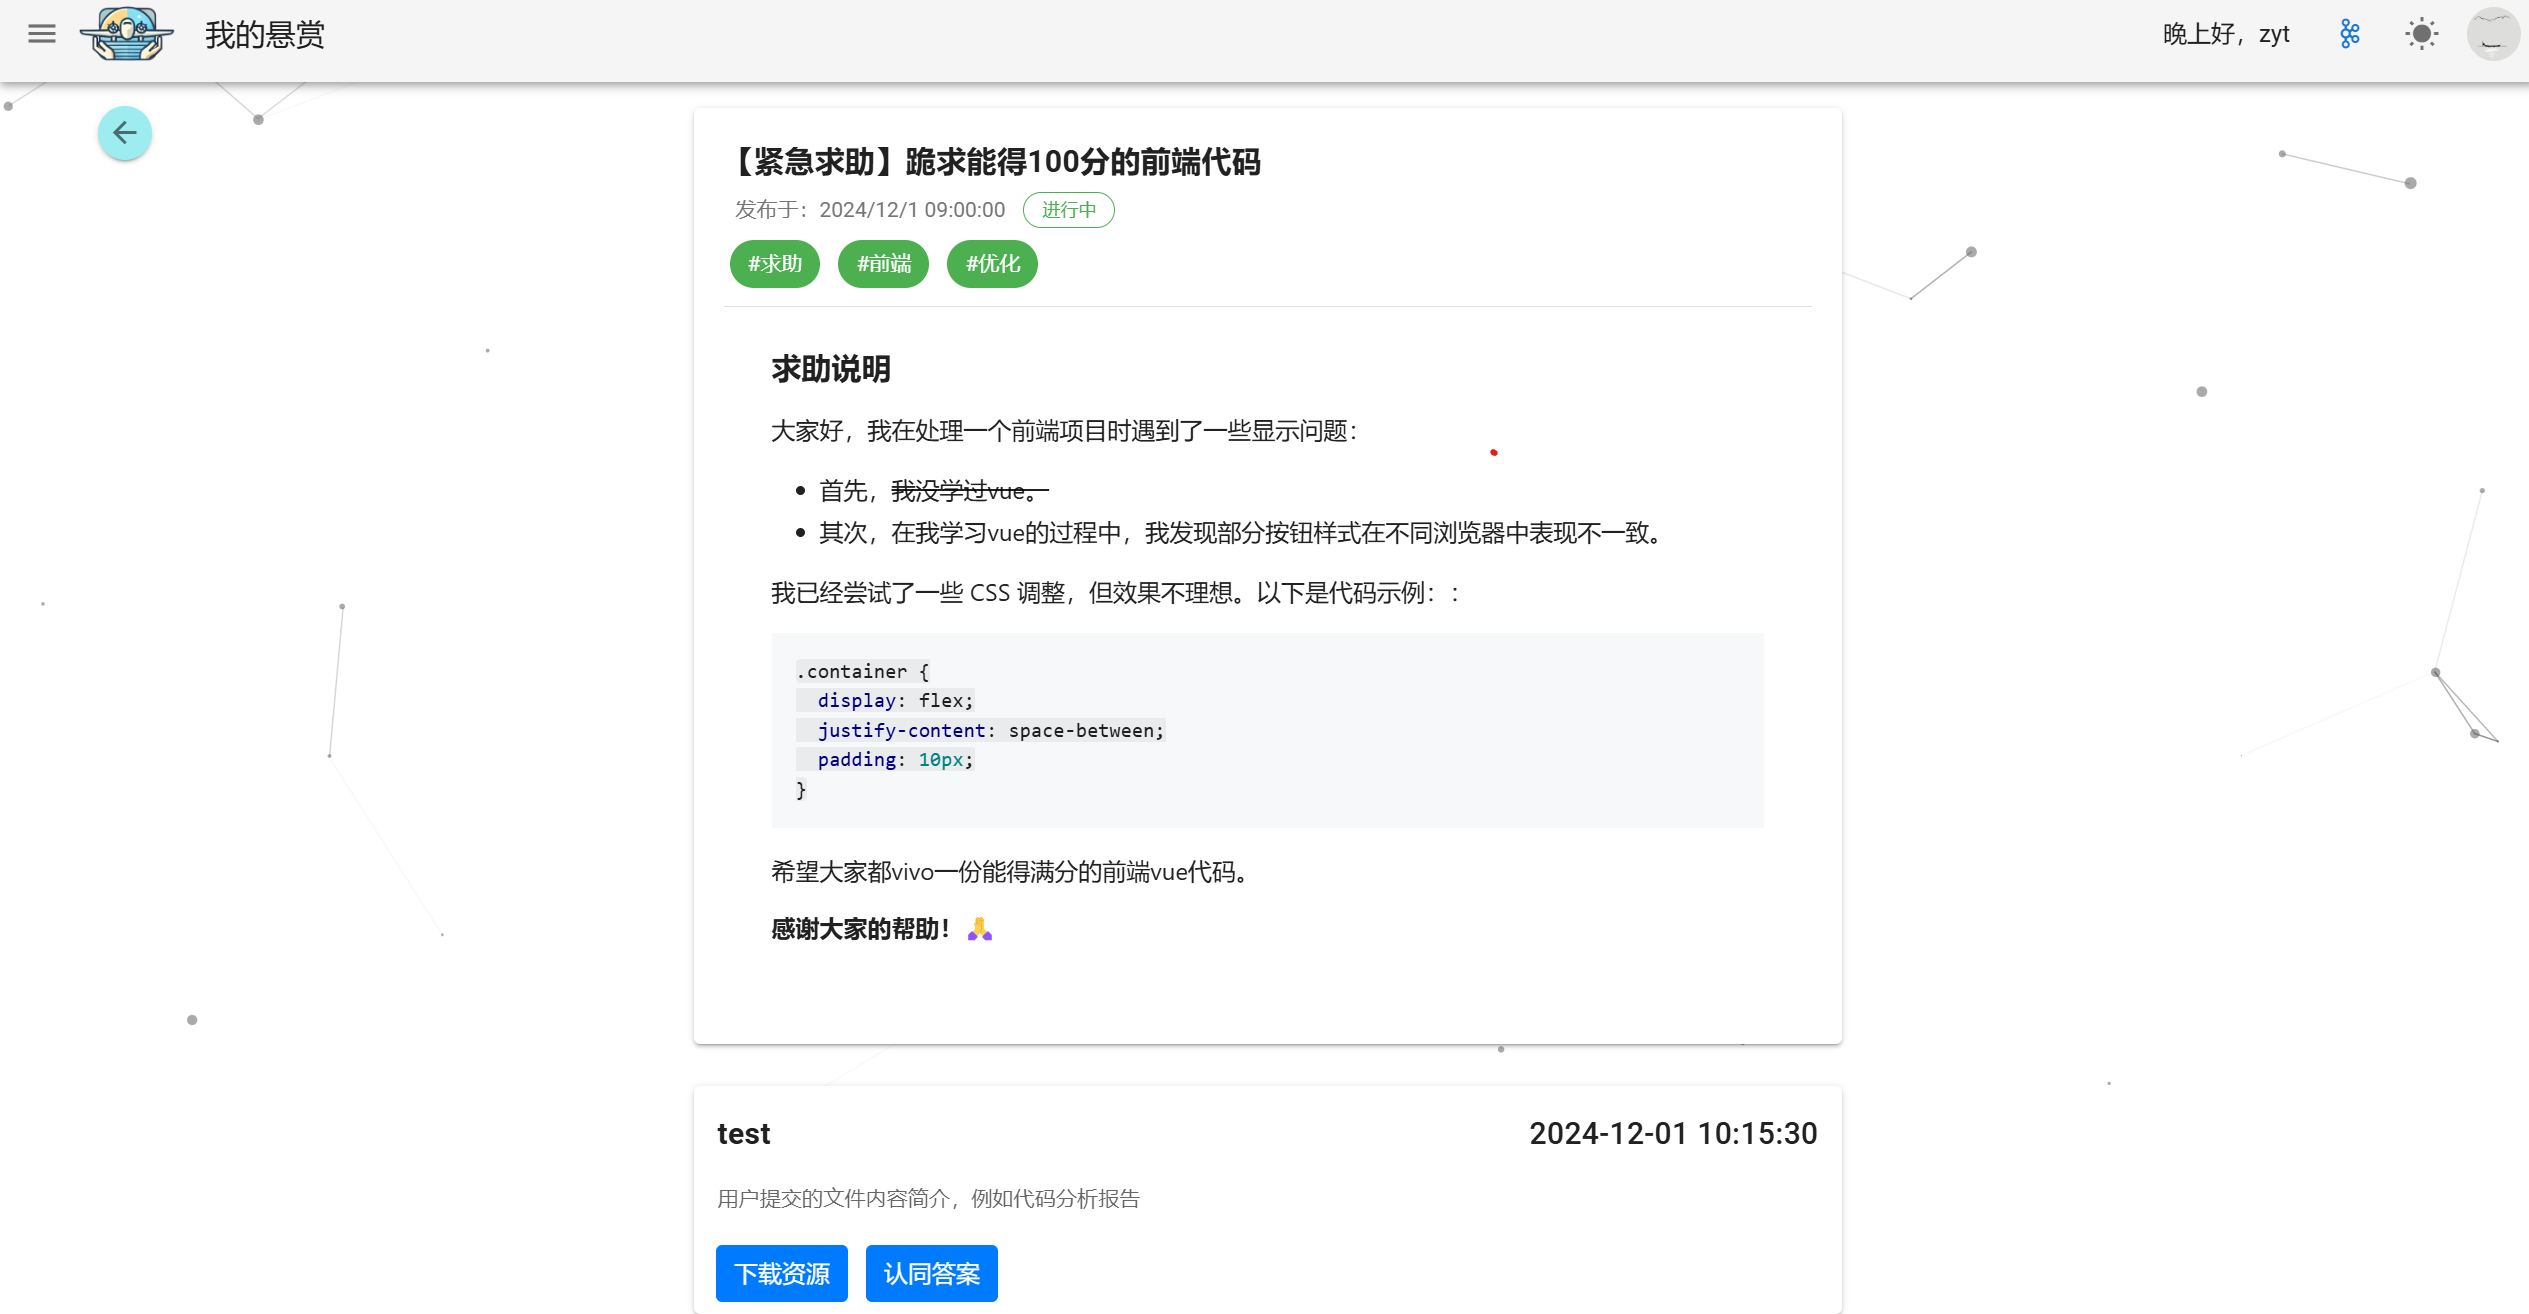 我的悬赏
晚上好，zyt
【紧急求助】跪求能得100分的前端代码
发布于：2024/12/1 09:00:00 进行中
#求助 #前端 #优化
求助说明
大家好，我在处理一个前端项目时遇到了一些显示问题：
首先，我没学过vue。
其次，在我学习vue的过程中，我发现部分按钮样式在不同浏览器中表现不一致。
我已经尝试了一些 CSS 调整，但效果不理想。以下是代码示例：:
.container {
  display: flex;
  justify-content: space-between;
  padding: 10px;
}
希望大家都vivo一份能得满分的前端vue代码。
感谢大家的帮助！🙏
test 2024-12-01 10:15:30
用户提交的文件内容简介，例如代码分析报告
下载资源 认同答案